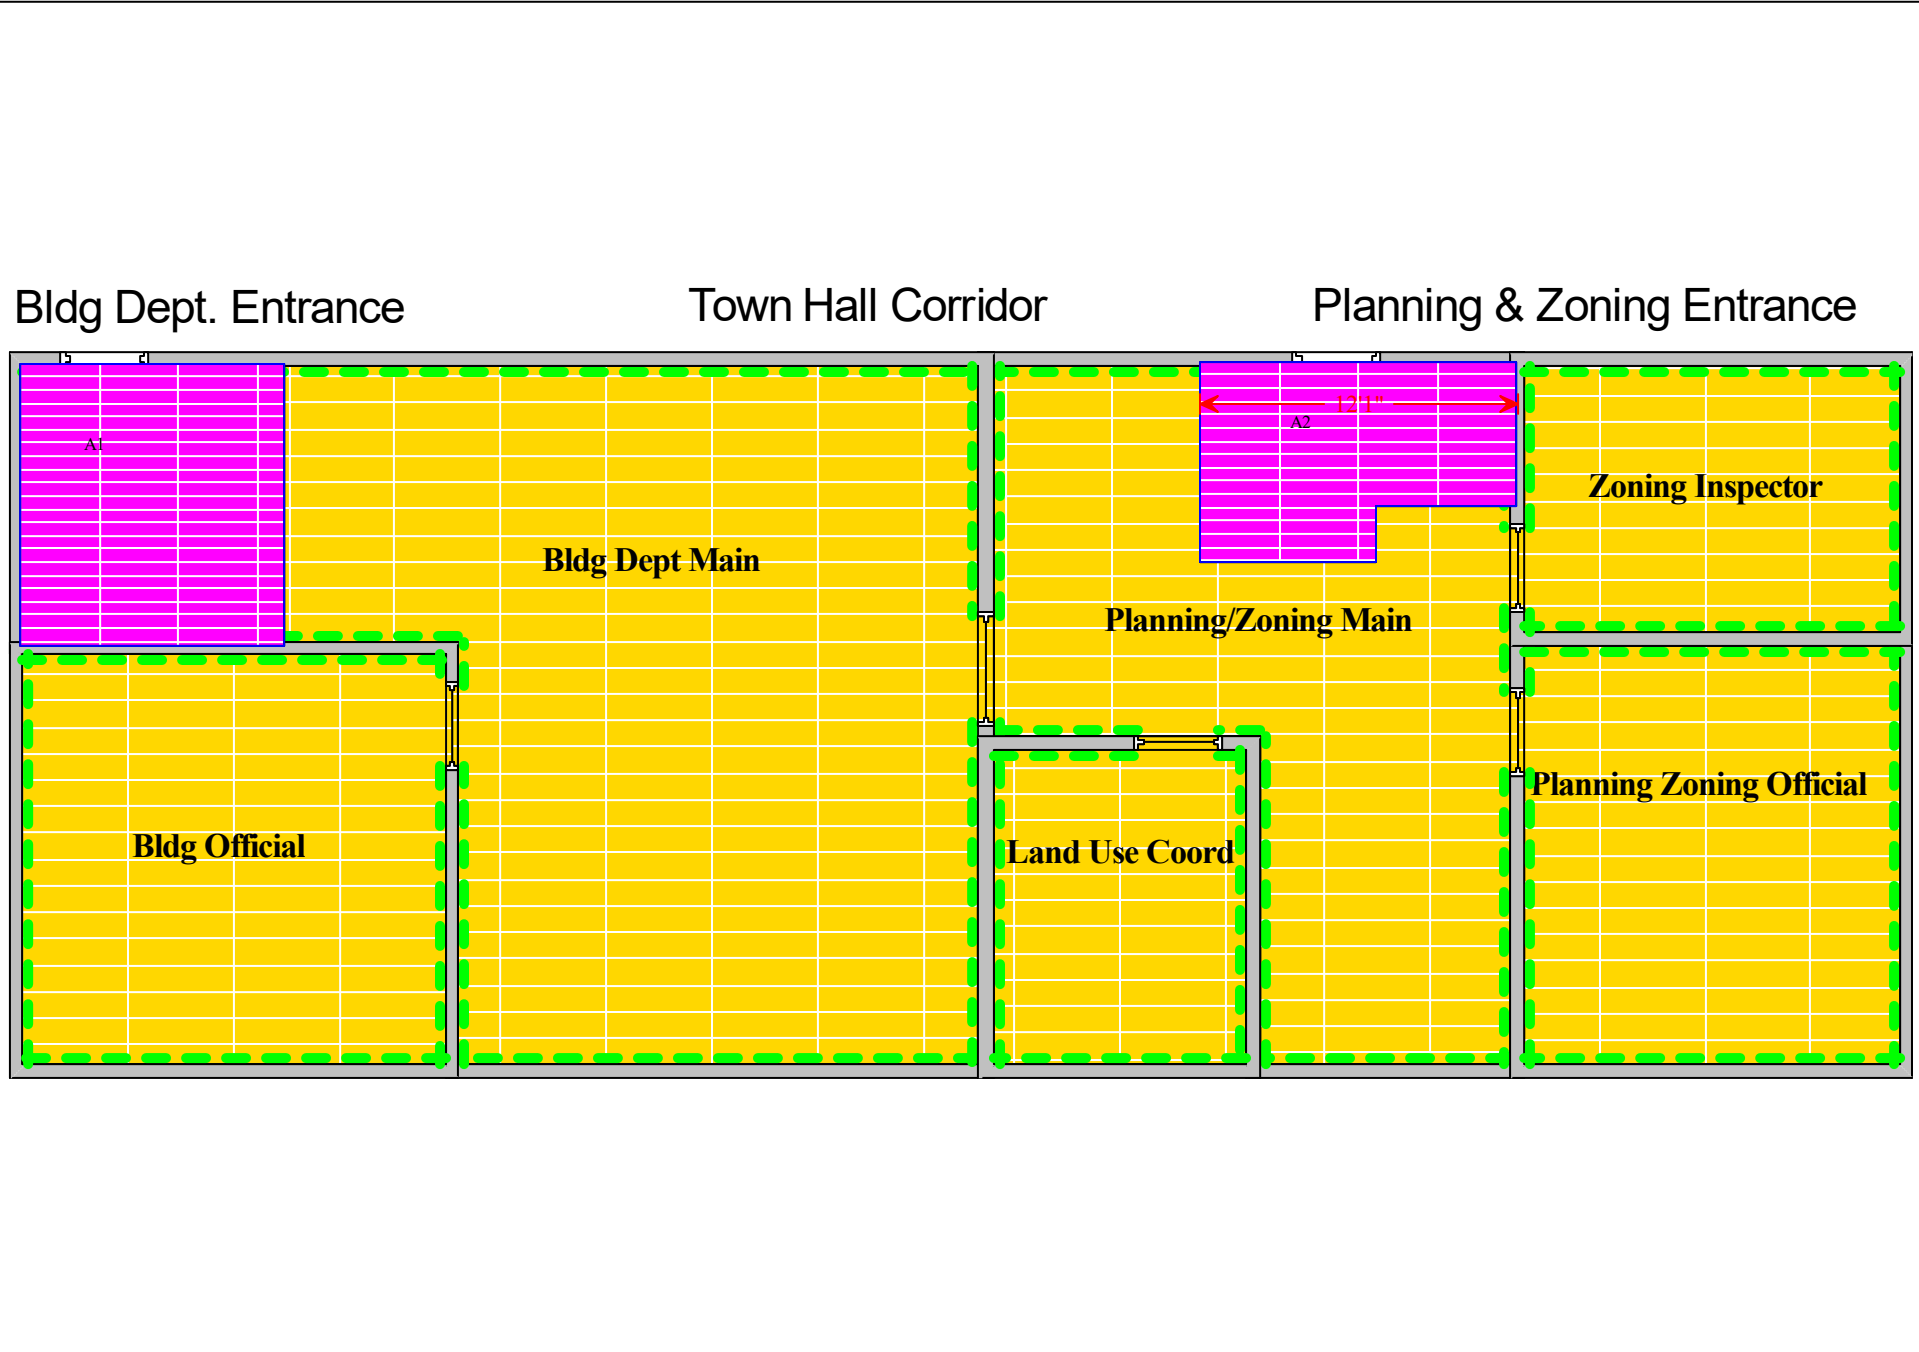 Bldg Dept. Entrance
Town Hall Corridor
Planning & Zoning Entrance
12'1"
A2
A1
Zoning Inspector
Bldg Dept Main
Planning/Zoning Main
Planning Zoning Official
Bldg Official
Land Use Coord